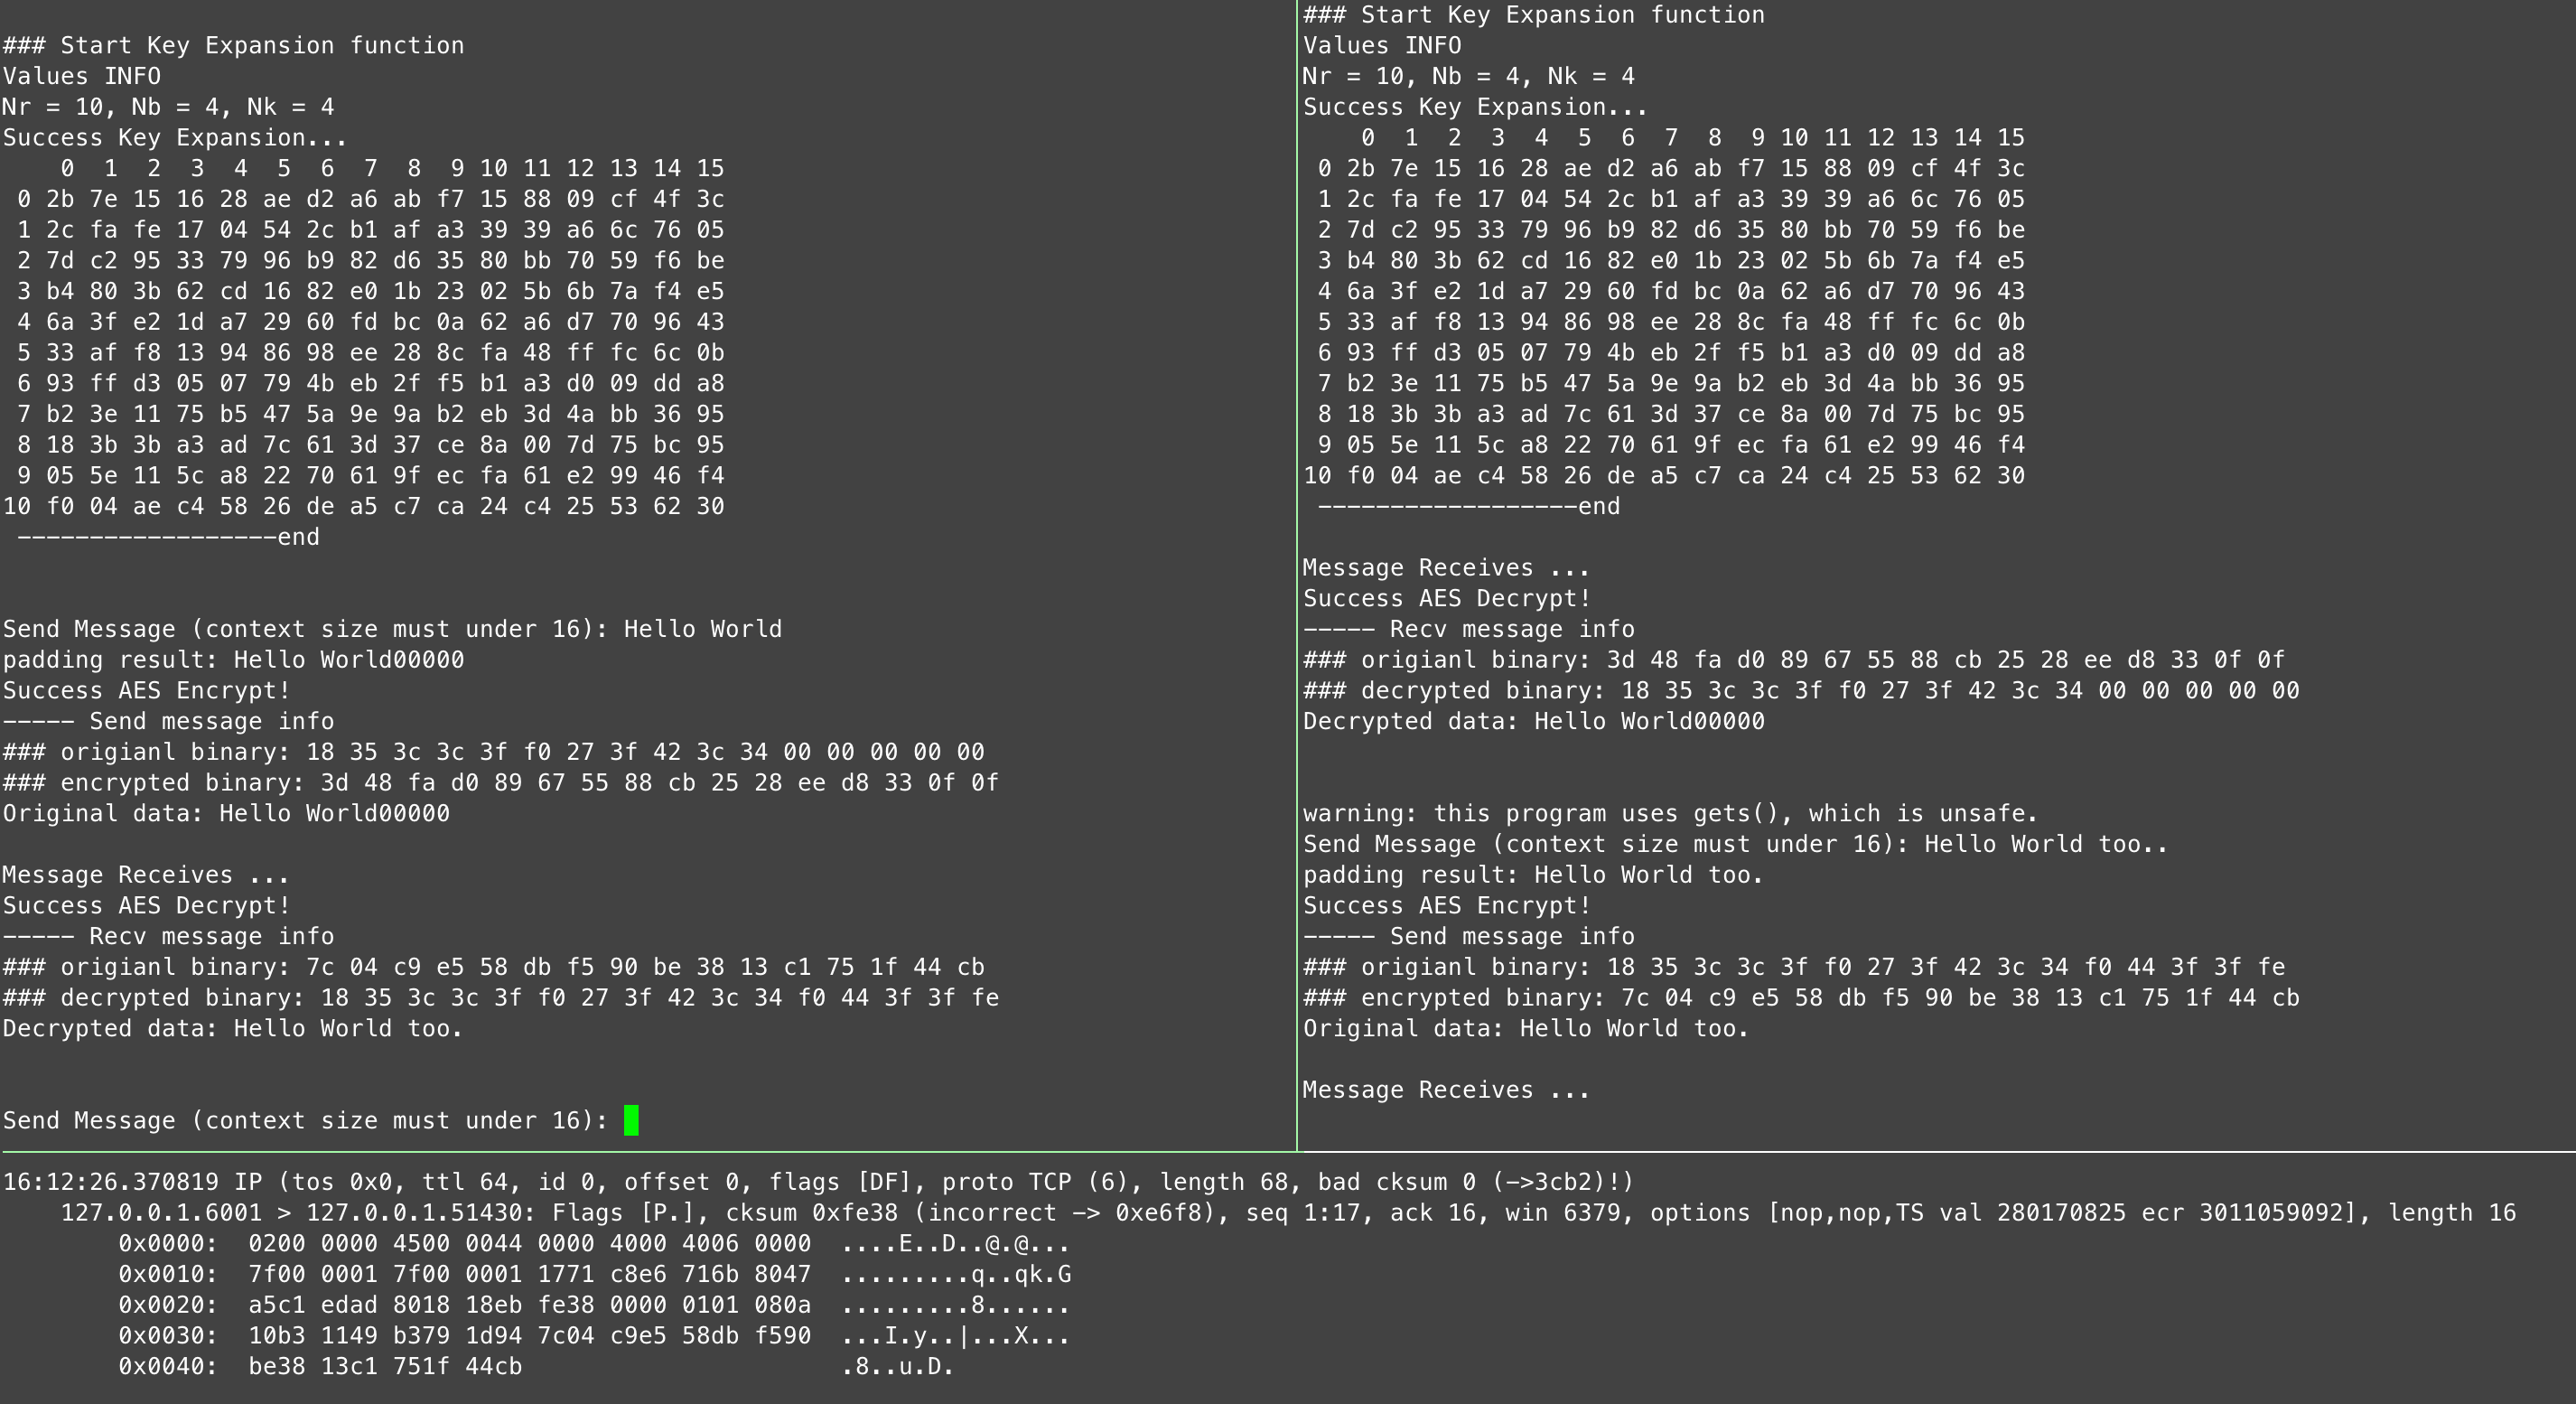 ### Start Key Expansion function
Values INFO
Nr = 10, Nb = 4, Nk = 4
Success Key Expansion...
    0  1  2  3  4  5  6  7  8  9 10 11 12 13 14 15
 0 2b 7e 15 16 28 ae d2 a6 ab f7 15 88 09 cf 4f 3c
 1 2c fa fe 17 04 54 2c b1 af a3 39 39 a6 6c 76 05
 2 7d c2 95 33 79 96 b9 82 d6 35 80 bb 70 59 f6 be
 3 b4 80 3b 62 cd 16 82 e0 1b 23 02 5b 6b 7a f4 e5
 4 6a 3f e2 1d a7 29 60 fd bc 0a 62 a6 d7 70 96 43
 5 33 af f8 13 94 86 98 ee 28 8c fa 48 ff fc 6c 0b
 6 93 ff d3 05 07 79 4b eb 2f f5 b1 a3 d0 09 dd a8
 7 b2 3e 11 75 b5 47 5a 9e 9a b2 eb 3d 4a bb 36 95
 8 18 3b 3b a3 ad 7c 61 3d 37 ce 8a 00 7d 75 bc 95
 9 05 5e 11 5c a8 22 70 61 9f ec fa 61 e2 99 46 f4
10 f0 04 ae c4 58 26 de a5 c7 ca 24 c4 25 53 62 30
 ------------------end
Send Message (context size must under 16): Hello World
padding result: Hello World00000
Success AES Encrypt!
----- Send message info
### origianl binary: 18 35 3c 3c 3f f0 27 3f 42 3c 34 00 00 00 00 00
### encrypted binary: 3d 48 fa d0 89 67 55 88 cb 25 28 ee d8 33 0f 0f
Original data: Hello World00000
Message Receives ...
Success AES Decrypt!
----- Recv message info
### origianl binary: 7c 04 c9 e5 58 db f5 90 be 38 13 c1 75 1f 44 cb
### decrypted binary: 18 35 3c 3c 3f f0 27 3f 42 3c 34 f0 44 3f 3f fe
Decrypted data: Hello World too.
Send Message (context size must under 16):
### Start Key Expansion function
Values INFO
Nr = 10, Nb = 4, Nk = 4
Success Key Expansion...
    0  1  2  3  4  5  6  7  8  9 10 11 12 13 14 15
 0 2b 7e 15 16 28 ae d2 a6 ab f7 15 88 09 cf 4f 3c
 1 2c fa fe 17 04 54 2c b1 af a3 39 39 a6 6c 76 05
 2 7d c2 95 33 79 96 b9 82 d6 35 80 bb 70 59 f6 be
 3 b4 80 3b 62 cd 16 82 e0 1b 23 02 5b 6b 7a f4 e5
 4 6a 3f e2 1d a7 29 60 fd bc 0a 62 a6 d7 70 96 43
 5 33 af f8 13 94 86 98 ee 28 8c fa 48 ff fc 6c 0b
 6 93 ff d3 05 07 79 4b eb 2f f5 b1 a3 d0 09 dd a8
 7 b2 3e 11 75 b5 47 5a 9e 9a b2 eb 3d 4a bb 36 95
 8 18 3b 3b a3 ad 7c 61 3d 37 ce 8a 00 7d 75 bc 95
 9 05 5e 11 5c a8 22 70 61 9f ec fa 61 e2 99 46 f4
10 f0 04 ae c4 58 26 de a5 c7 ca 24 c4 25 53 62 30
 ------------------end
Message Receives ...
Success AES Decrypt!
----- Recv message info
### origianl binary: 3d 48 fa d0 89 67 55 88 cb 25 28 ee d8 33 0f 0f
### decrypted binary: 18 35 3c 3c 3f f0 27 3f 42 3c 34 00 00 00 00 00
Decrypted data: Hello World00000
warning: this program uses gets(), which is unsafe.
Send Message (context size must under 16): Hello World too..
padding result: Hello World too.
Success AES Encrypt!
----- Send message info
### origianl binary: 18 35 3c 3c 3f f0 27 3f 42 3c 34 f0 44 3f 3f fe
### encrypted binary: 7c 04 c9 e5 58 db f5 90 be 38 13 c1 75 1f 44 cb
Original data: Hello World too.
Message Receives ...
16:12:26.370819 IP (tos 0x0, ttl 64, id 0, offset 0, flags [DF], proto TCP (6), length 68, bad cksum 0 (->3cb2)!)
    127.0.0.1.6001 > 127.0.0.1.51430: Flags [P.], cksum 0xfe38 (incorrect -> 0xe6f8), seq 1:17, ack 16, win 6379, options [nop,nop,TS val 280170825 ecr 3011059092], length 16
        0x0000:  0200 0000 4500 0044 0000 4000 4006 0000  ....E..D..@.@...
        0x0010:  7f00 0001 7f00 0001 1771 c8e6 716b 8047  .........q..qk.G
        0x0020:  a5c1 edad 8018 18eb fe38 0000 0101 080a  .........8......
        0x0030:  10b3 1149 b379 1d94 7c04 c9e5 58db f590  ...I.y..|...X...
        0x0040:  be38 13c1 751f 44cb                      .8..u.D.